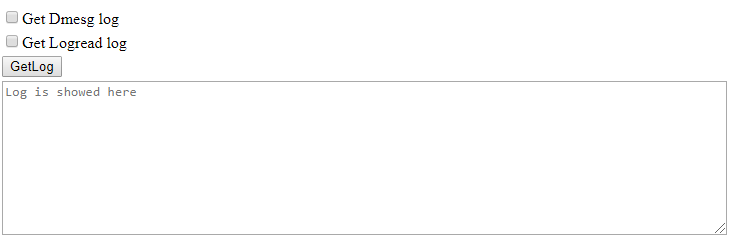 Get Dmesg log
Get Logread log
GetLog
Log is showed here